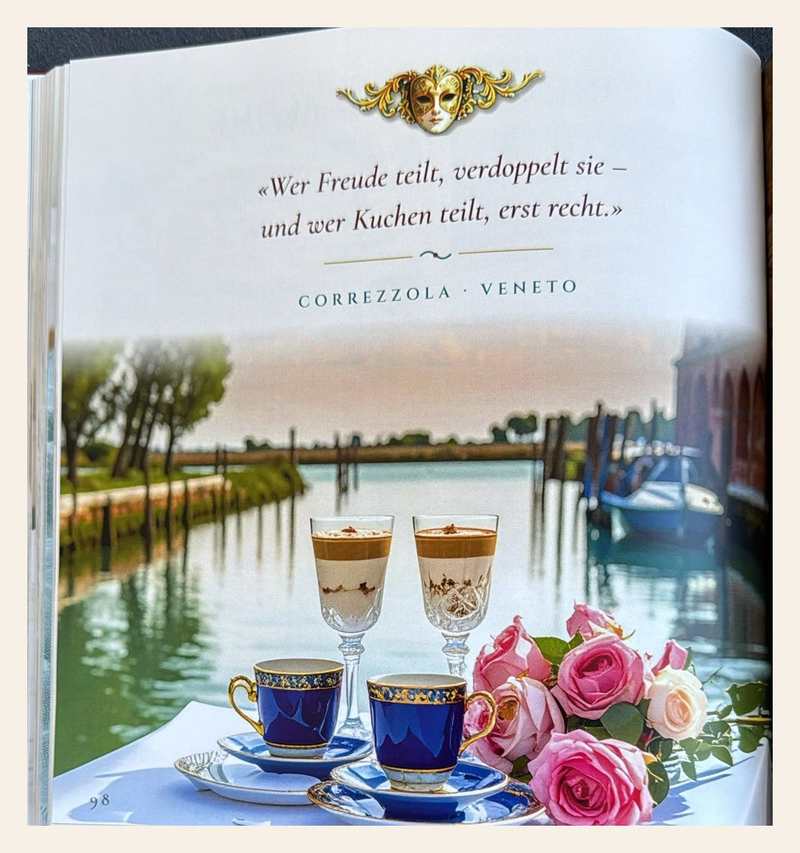 «Wer Freude teilt, verdoppelt sie –
und wer Kuchen teilt, erst recht.»
CORREZZOLA · VENETO
98